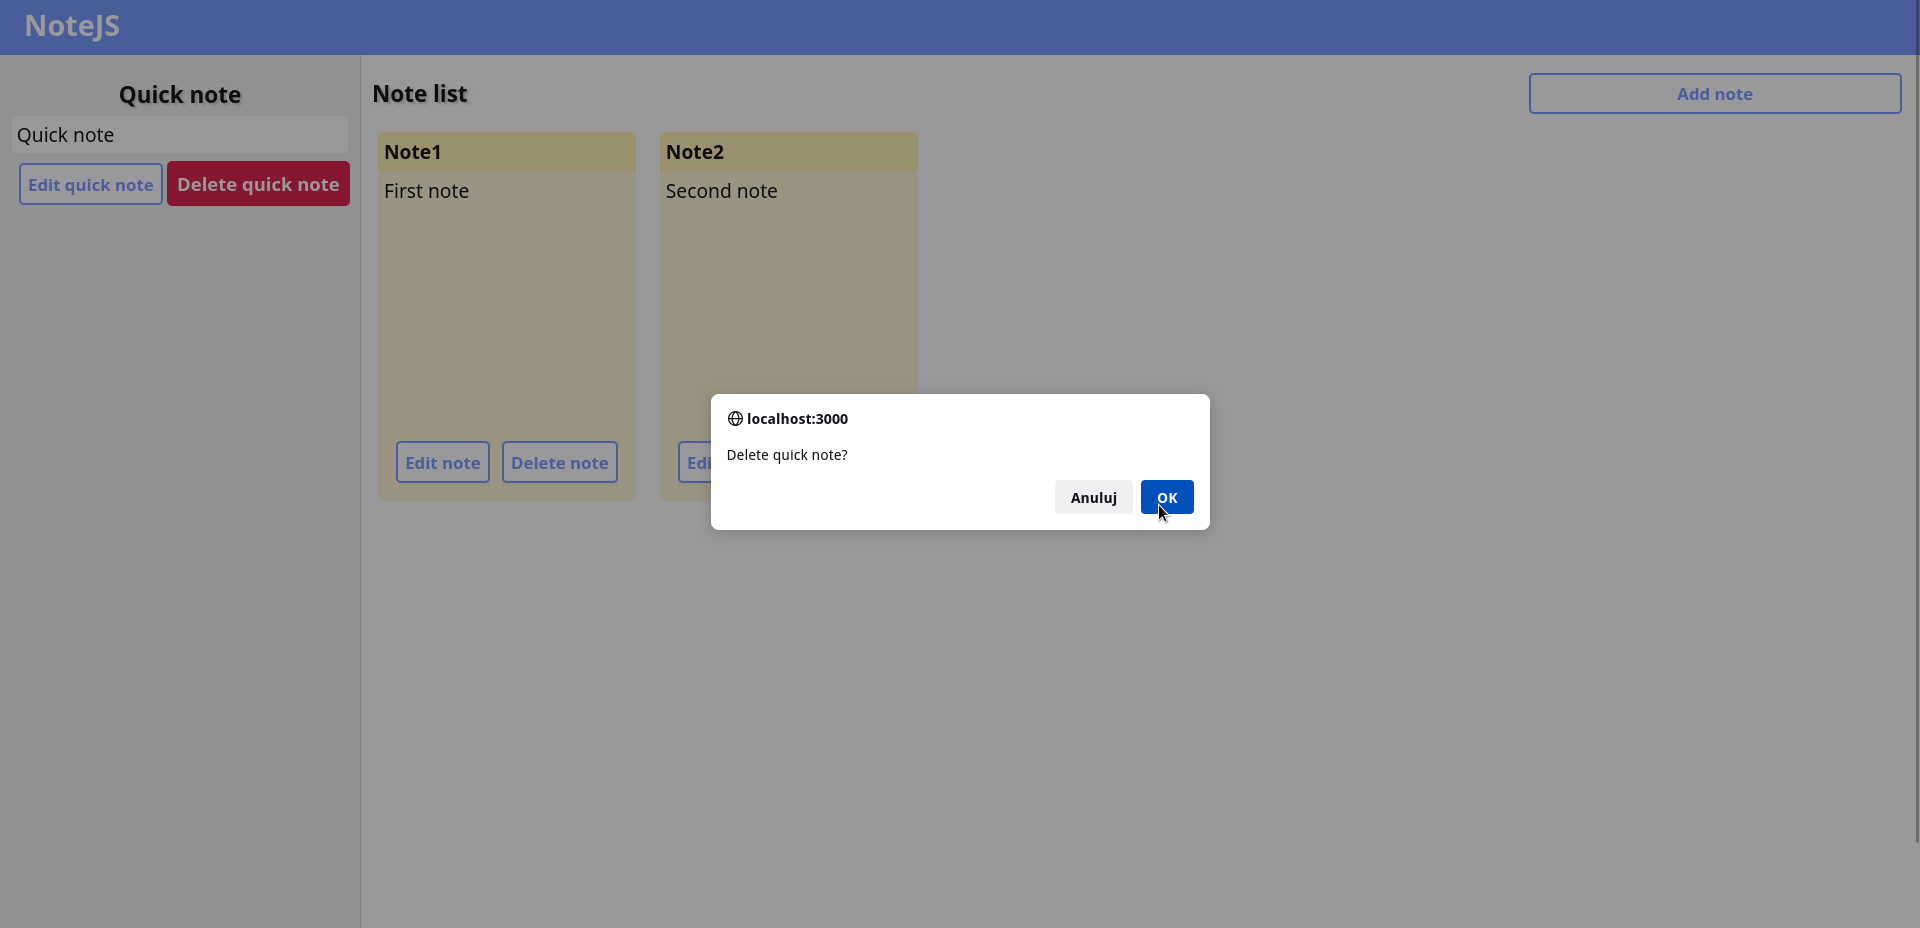 NoteJS
Quick note
Quick note
Edit quick note
Delete quick note
Note list
Add note
Note1
First note
Edit note
Delete note
Note2
Second note
Edi
localhost:3000
Delete quick note?
Anuluj
OK